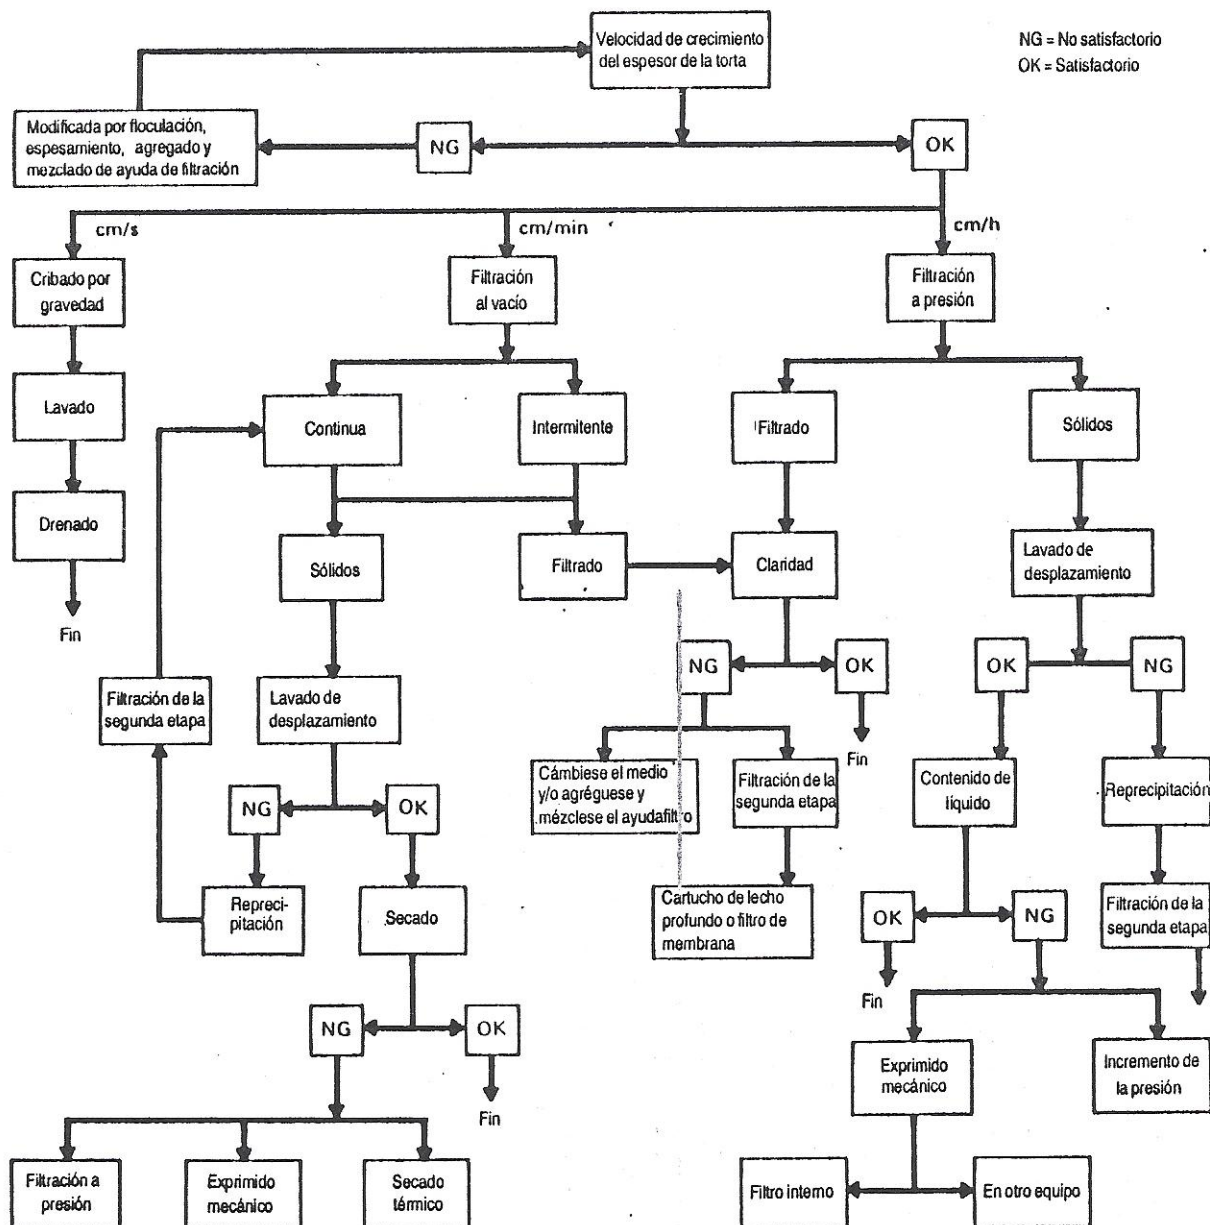 Velocidad de crecimiento
del espesor de la torta
NG = No satisfactorio
OK = Satisfactorio
Modificada por floculación,
espesamiento, agregado y
mezclado de ayuda de filtración
NG
OK
cm/s
cm/min
cm/h
Cribado por
gravedad
Filtración
al vacío
Filtración
a presión
Lavado
Continua
Intermitente
Filtrado
Sólidos
Drenado
Sólidos
Filtrado
Claridad
Lavado de
desplazamiento
Fin
NG
OK
OK
NG
Filtración de la
segunda etapa
Lavado de
desplazamiento
Fin
Cámbiese el medio
y/o agréguese y
mézclese el ayudafiltro
Filtración de la
segunda etapa
Contenido de
líquido
Reprecipitación
NG
OK
Repreci-
pitación
Secado
Cartucho de lecho
profundo o filtro de
membrana
OK
NG
Filtración de la
segunda etapa
Fin
NG
OK
Exprimido
mecánico
Incremento de
la presión
Fin
Filtración a
presión
Exprimido
mecánico
Secado
térmico
Filtro interno
En otro equipo